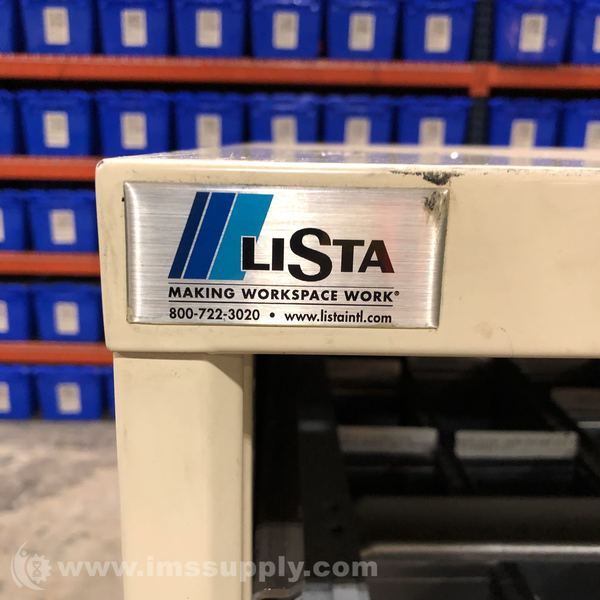 LISTA
MAKING WORKSPACE WORK®
800-722-3020 • www.listaintl.com
www.imssupply.com